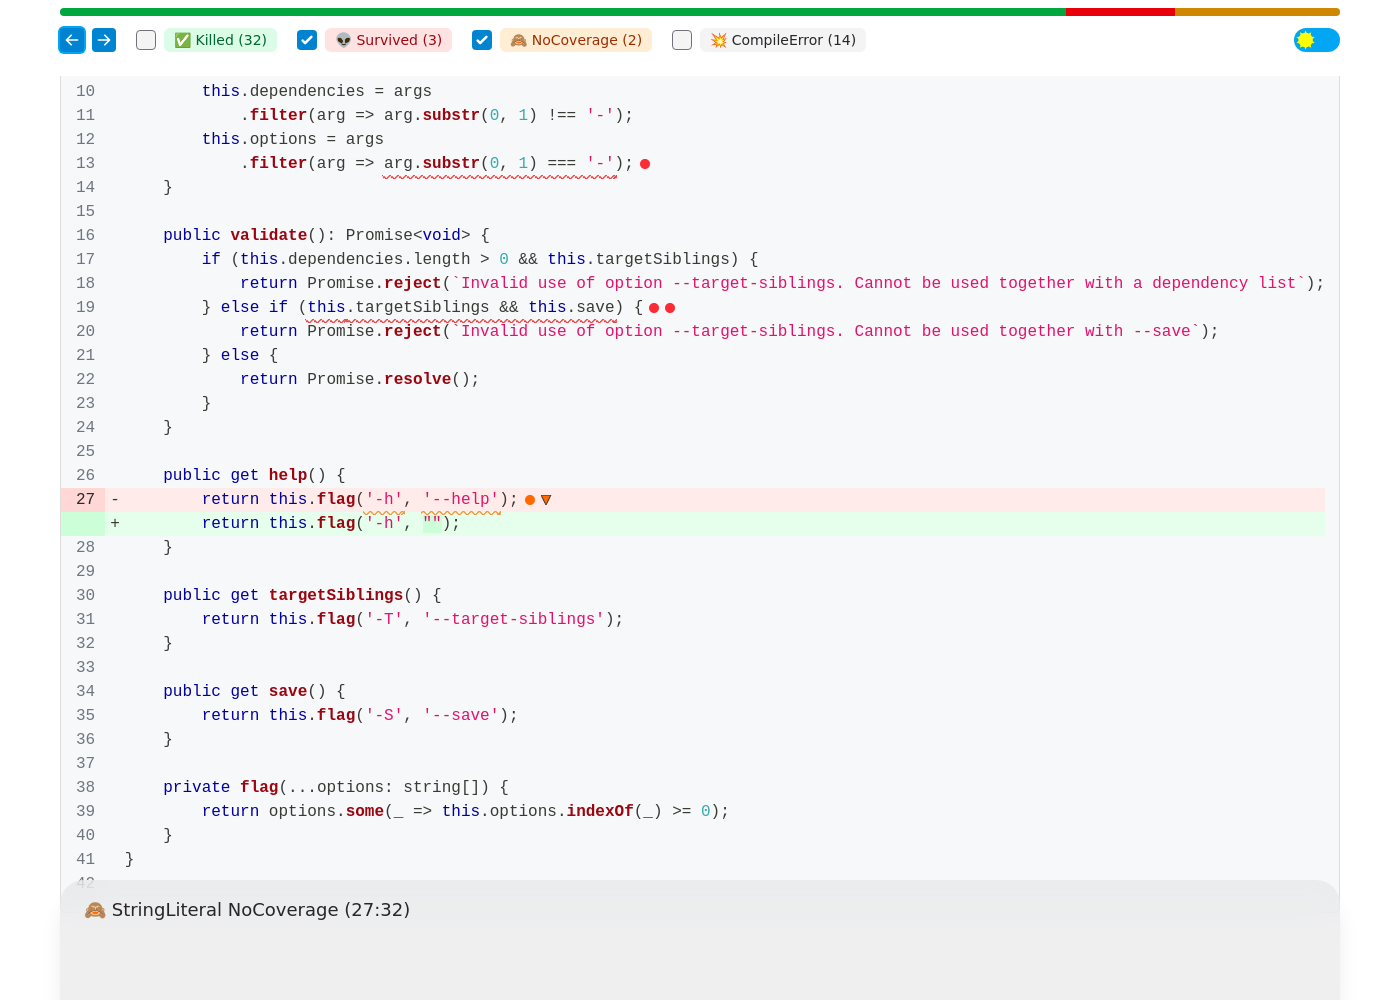 ✅ Killed (32) 👽 Survived (3) 🙈 NoCoverage (2) 💥 CompileError (14)
10 this.dependencies = args
11 .filter(arg => arg.substr(0, 1) !== '-');
12 this.options = args
13 .filter(arg => arg.substr(0, 1) === '-');
14 }
15
16 public validate(): Promise<void> {
17 if (this.dependencies.length > 0 && this.targetSiblings) {
18 return Promise.reject(`Invalid use of option --target-siblings. Cannot be used together with a dependency list`);
19 } else if (this.targetSiblings && this.save) {
20 return Promise.reject(`Invalid use of option --target-siblings. Cannot be used together with --save`);
21 } else {
22 return Promise.resolve();
23 }
24 }
25
26 public get help() {
27 - return this.flag('-h', '--help');
+ return this.flag('-h', "");
28 }
29
30 public get targetSiblings() {
31 return this.flag('-T', '--target-siblings');
32 }
33
34 public get save() {
35 return this.flag('-S', '--save');
36 }
37
38 private flag(...options: string[]) {
39 return options.some(_ => this.options.indexOf(_) >= 0);
40 }
41 }
42
🙈 StringLiteral NoCoverage (27:32)